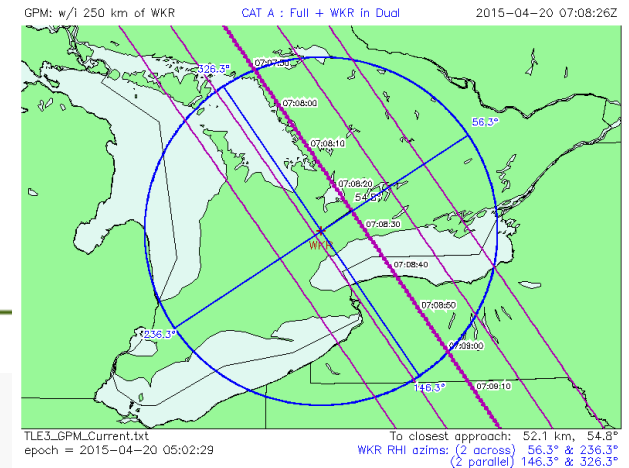 GPM: w/i 250 km of WKR
CAT A : Full + WKR in Dual
2015-04-20 07:08:26Z
07:07:50
326.3°
07:08:00
56.3°
07:08:10
07:08:20
54.8°
07:08:30
WKR
07:08:40
07:08:50
236.3°
07:09:00
146.3°
07:09:10
TLE3_GPM_Current.txt
To closest approach: 52.1 km, 54.8°
epoch = 2015-04-20 05:02:29
WKR RHI azims: (2 across) 56.3° & 236.3°
(2 parallel) 146.3° & 326.3°